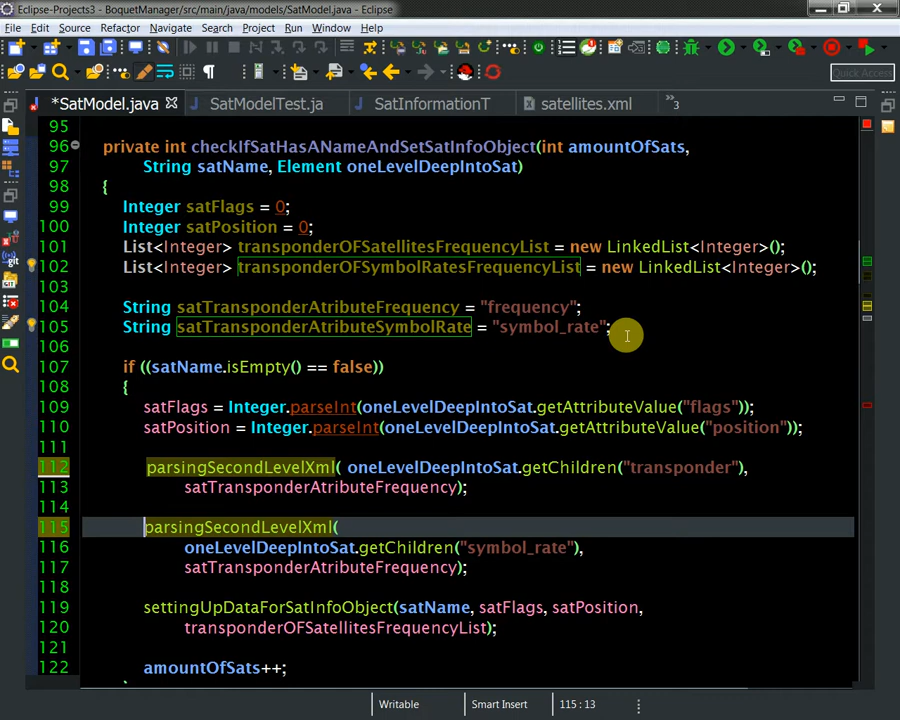 Eclipse-Projects3 - BoquetManager/src/main/java/models/SatModel.java - Eclipse
File Edit Source Refactor Navigate Search Project Run Window Help
Quick Access
*SatModel.java SatModelTest.ja SatInformationT satellites.xml »3
95
96 private int checkIfSatHasANameAndSetSatInfoObject(int amountOfSats,
97 String satName, Element oneLevelDeepIntoSat)
98 {
99 Integer satFlags = 0;
100 Integer satPosition = 0;
101 List<Integer> transponderOFSatellitesFrequencyList = new LinkedList<Integer>();
102 List<Integer> transponderOFSymbolRatesFrequencyList = new LinkedList<Integer>();
103
104 String satTransponderAtributeFrequency = "frequency";
105 String satTransponderAtributeSymbolRate = "symbol_rate";
106
107 if ((satName.isEmpty() == false))
108 {
109 satFlags = Integer.parseInt(oneLevelDeepIntoSat.getAttributeValue("flags"));
110 satPosition = Integer.parseInt(oneLevelDeepIntoSat.getAttributeValue("position"));
111
112 parsingSecondLevelXml( oneLevelDeepIntoSat.getChildren("transponder"),
113 satTransponderAtributeFrequency);
114
115 parsingSecondLevelXml(
116 oneLevelDeepIntoSat.getChildren("symbol_rate"),
117 satTransponderAtributeFrequency);
118
119 settingUpDataForSatInfoObject(satName, satFlags, satPosition,
120 transponderOFSatellitesFrequencyList);
121
122 amountOfSats++;
Writable Smart Insert 115 : 13